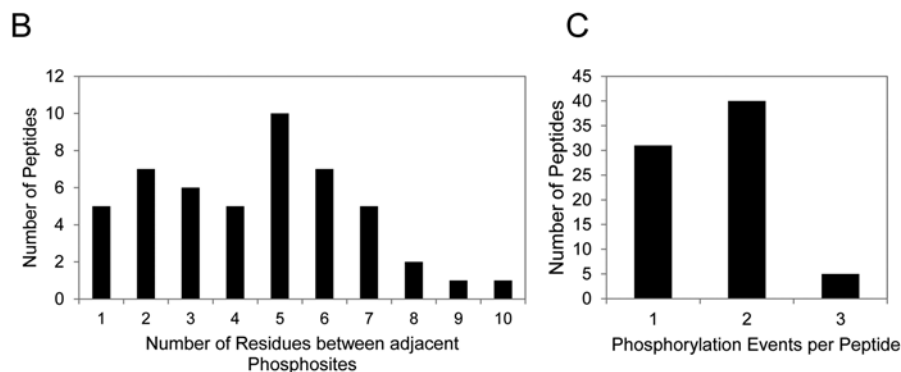 B
Number of Peptides
12
10
8
6
4
2
0
1 2 3 4 5 6 7 8 9 10
Number of Residues between adjacent
Phosphosites
C
Number of Peptides
45
40
35
30
25
20
15
10
5
0
1 2 3
Phosphorylation Events per Peptide